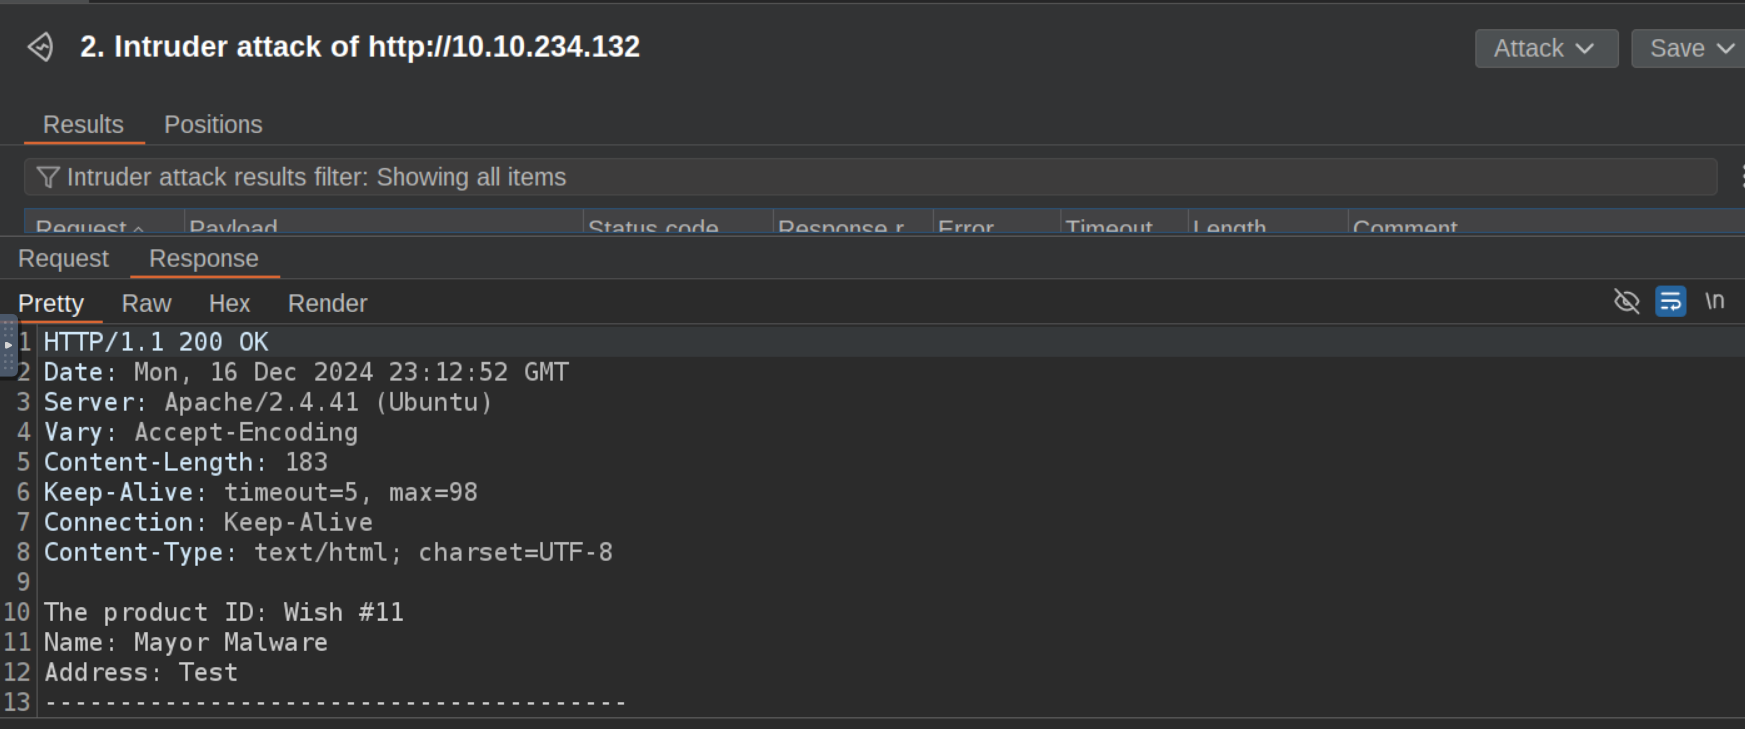 2. Intruder attack of http://10.10.234.132
Attack
Save
Results
Positions
Intruder attack results filter: Showing all items
Request Payload Status code Response r Error Timeout Length Comment
Request
Response
Pretty
Raw
Hex
Render
\n
1 HTTP/1.1 200 OK
2 Date: Mon, 16 Dec 2024 23:12:52 GMT
3 Server: Apache/2.4.41 (Ubuntu)
4 Vary: Accept-Encoding
5 Content-Length: 183
6 Keep-Alive: timeout=5, max=98
7 Connection: Keep-Alive
8 Content-Type: text/html; charset=UTF-8
9
10 The product ID: Wish #11
11 Name: Mayor Malware
12 Address: Test
13 ---------------------------------------